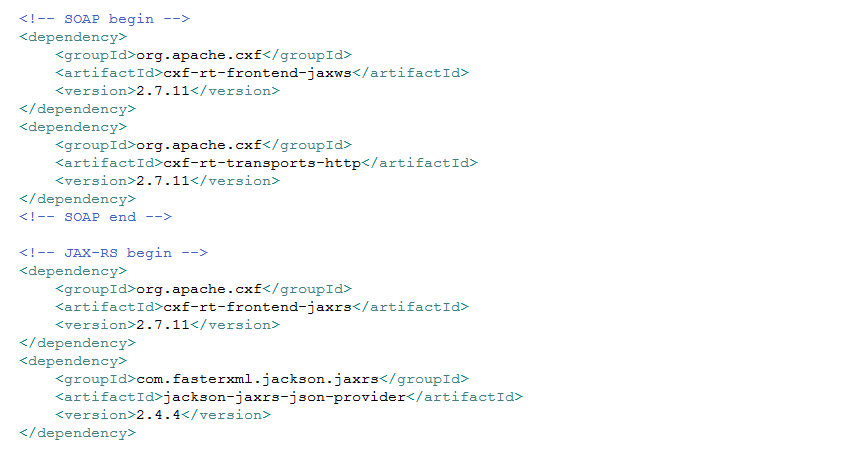 <!-- SOAP begin -->
<dependency>
    <groupId>org.apache.cxf</groupId>
    <artifactId>cxf-rt-frontend-jaxws</artifactId>
    <version>2.7.11</version>
</dependency>
<dependency>
    <groupId>org.apache.cxf</groupId>
    <artifactId>cxf-rt-transports-http</artifactId>
    <version>2.7.11</version>
</dependency>
<!-- SOAP end -->

<!-- JAX-RS begin -->
<dependency>
    <groupId>org.apache.cxf</groupId>
    <artifactId>cxf-rt-frontend-jaxrs</artifactId>
    <version>2.7.11</version>
</dependency>
<dependency>
    <groupId>com.fasterxml.jackson.jaxrs</groupId>
    <artifactId>jackson-jaxrs-json-provider</artifactId>
    <version>2.4.4</version>
</dependency>